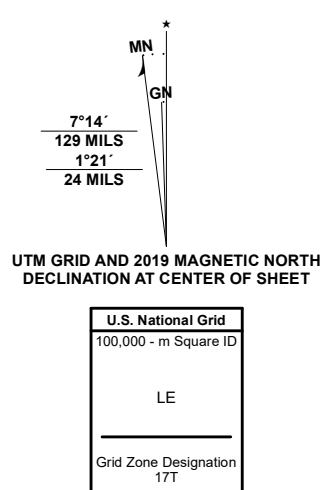 MN
GN
7°14´
129 MILS
1°21´
24 MILS
UTM GRID AND 2019 MAGNETIC NORTH
DECLINATION AT CENTER OF SHEET
U.S. National Grid
100,000 - m Square ID
LE
Grid Zone Designation
17T